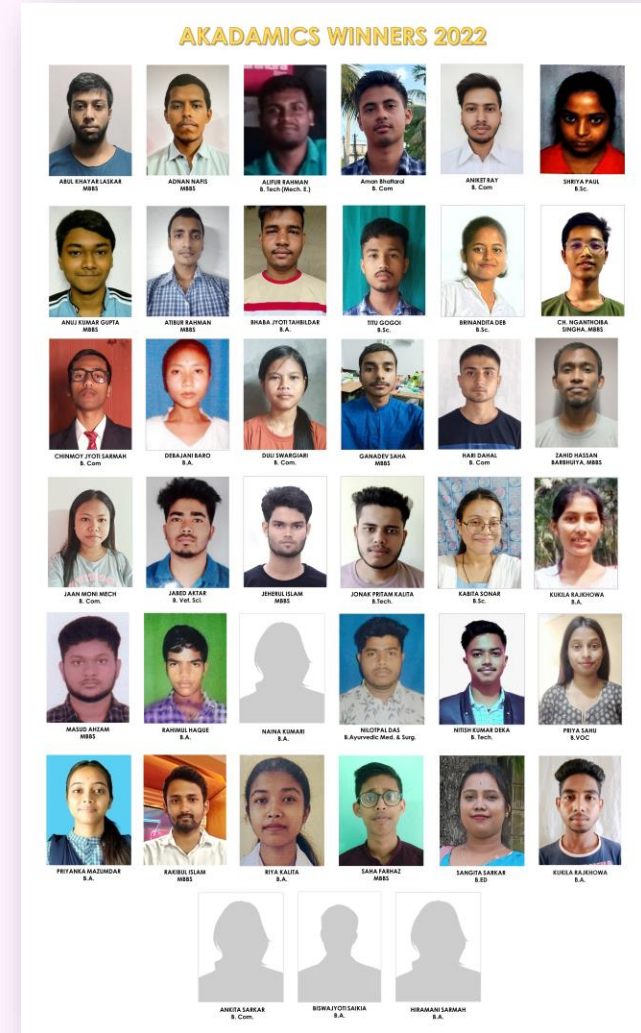 AKADAMICS WINNERS 2022
ABUL KHAYAR LASKAR
MBBS
ADNAN NAFIS
MBBS
ALIFUR RAHMAN
B. Tech (Mech. E.)
Aman Bhattarai
B. Com
ANIKET RAY
B. Com
SHRIYA PAUL
B.Sc.
ANUJ KUMAR GUPTA
MBBS
ATIBUR RAHMAN
MBBS
BHABA JYOTI TAHBILDAR
B.A.
TITU GOGOI
B.Sc.
BRINANDITA DEB
B.Sc.
CH. NGANTHOIBA
SINGHA, MBBS
CHINMOY JYOTI SARMAH
B. Com
DEBAJANI BARO
B.A.
DULI SWARGIARI
B. Com.
GANADEV SAHA
MBBS
HARI DAHAL
B. Com
ZAHID HASSAN
BARBHUIYA, MBBS
JAAN MONI MECH
B. Com.
JABED AKTAR
B. Vet. Sci.
JEHERUL ISLAM
MBBS
JONAK PRITAM KALITA
B.Tech.
KABITA SONAR
B.Sc.
KUKILA RAJKHOWA
B.A.
MASUD AHZAM
MBBS
RAHIMUL HAQUE
B.A.
NAINA KUMARI
B.A.
NILOTPAL DAS
B.Ayurvedic Med. & Surg.
NITISH KUMAR DEKA
B. Tech.
PRIYA SAHU
B.VOC
PRIYANKA MAZUMDAR
B.A.
RAKIBUL ISLAM
MBBS
RIYA KALITA
B.A.
SAHA FARHAZ
MBBS
SANGITA SARKAR
B.ED
KUKILA RAJKHOWA
B.A.
ANKITA SARKAR
B. Com.
BISWAJYOTI SAIKIA
B.A.
HIRAMANI SARMAH
B.A.